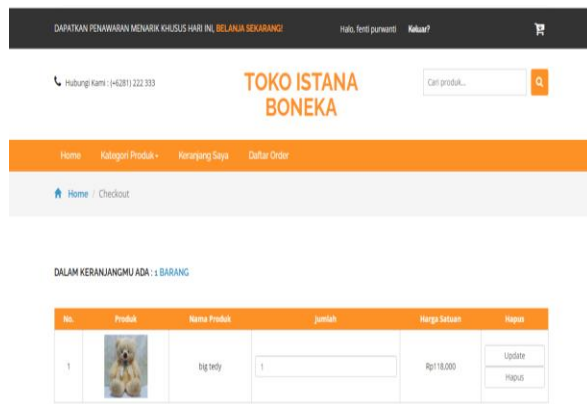 DAPATKAN PENAWARAN MENARIK KHUSUS HARI INI, BELANJA SEKARANG! Halo, fenti purwanti Keluar?
Hubungi Kami : (+6281) 222 333
TOKO ISTANA
BONEKA
Cari produk...
Home Kategori Produk Keranjang Saya Daftar Order
Home / Checkout
DALAM KERANJANGMU ADA : 1 BARANG
No. Produk Nama Produk Jumlah Harga Satuan Hapus
1 big tedy 1 Rp118,000 Update
Hapus